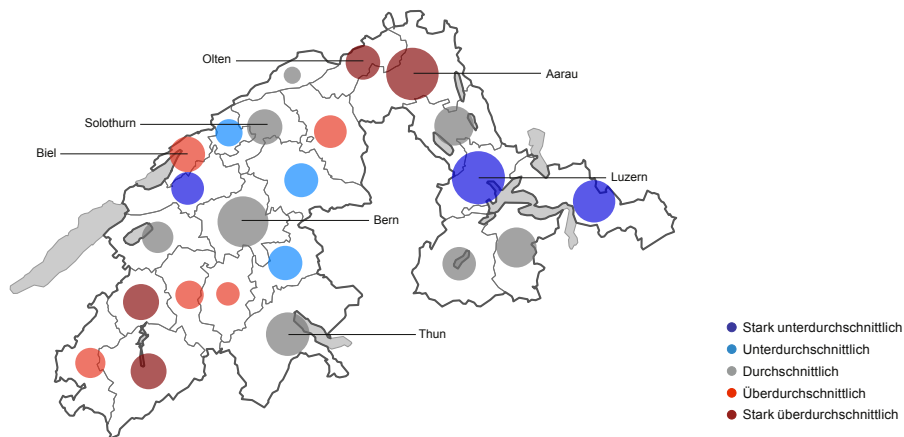 Olten
Aarau
Solothurn
Biel
Luzern
Bern
Thun
Stark unterdurchschnittlich
Unterdurchschnittlich
Durchschnittlich
Überdurchschnittlich
Stark überdurchschnittlich